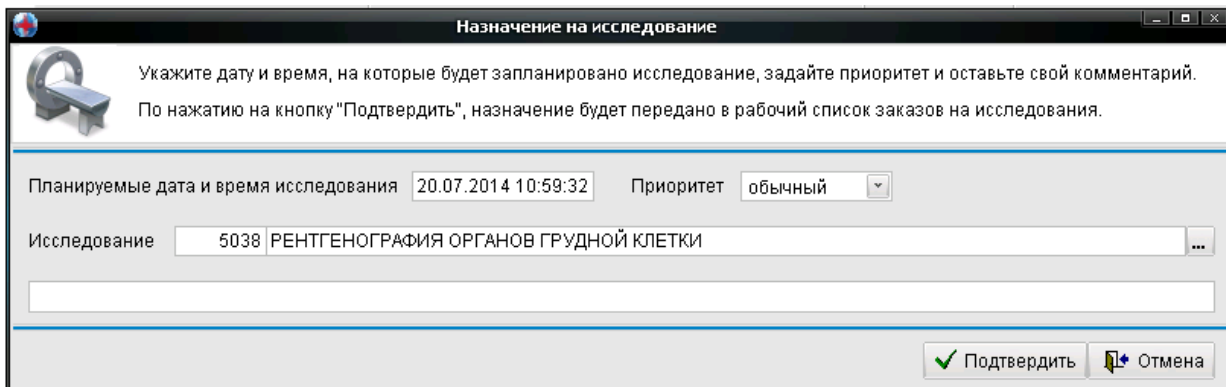 Назначение на исследование
Укажите дату и время, на которые будет запланировано исследование, задайте приоритет и оставьте свой комментарий.
По нажатию на кнопку "Подтвердить", назначение будет передано в рабочий список заказов на исследования.
Планируемые дата и время исследования 20.07.2014 10:59:32 Приоритет обычный
Исследование 5038 РЕНТГЕНОГРАФИЯ ОРГАНОВ ГРУДНОЙ КЛЕТКИ ...
Подтвердить Отмена